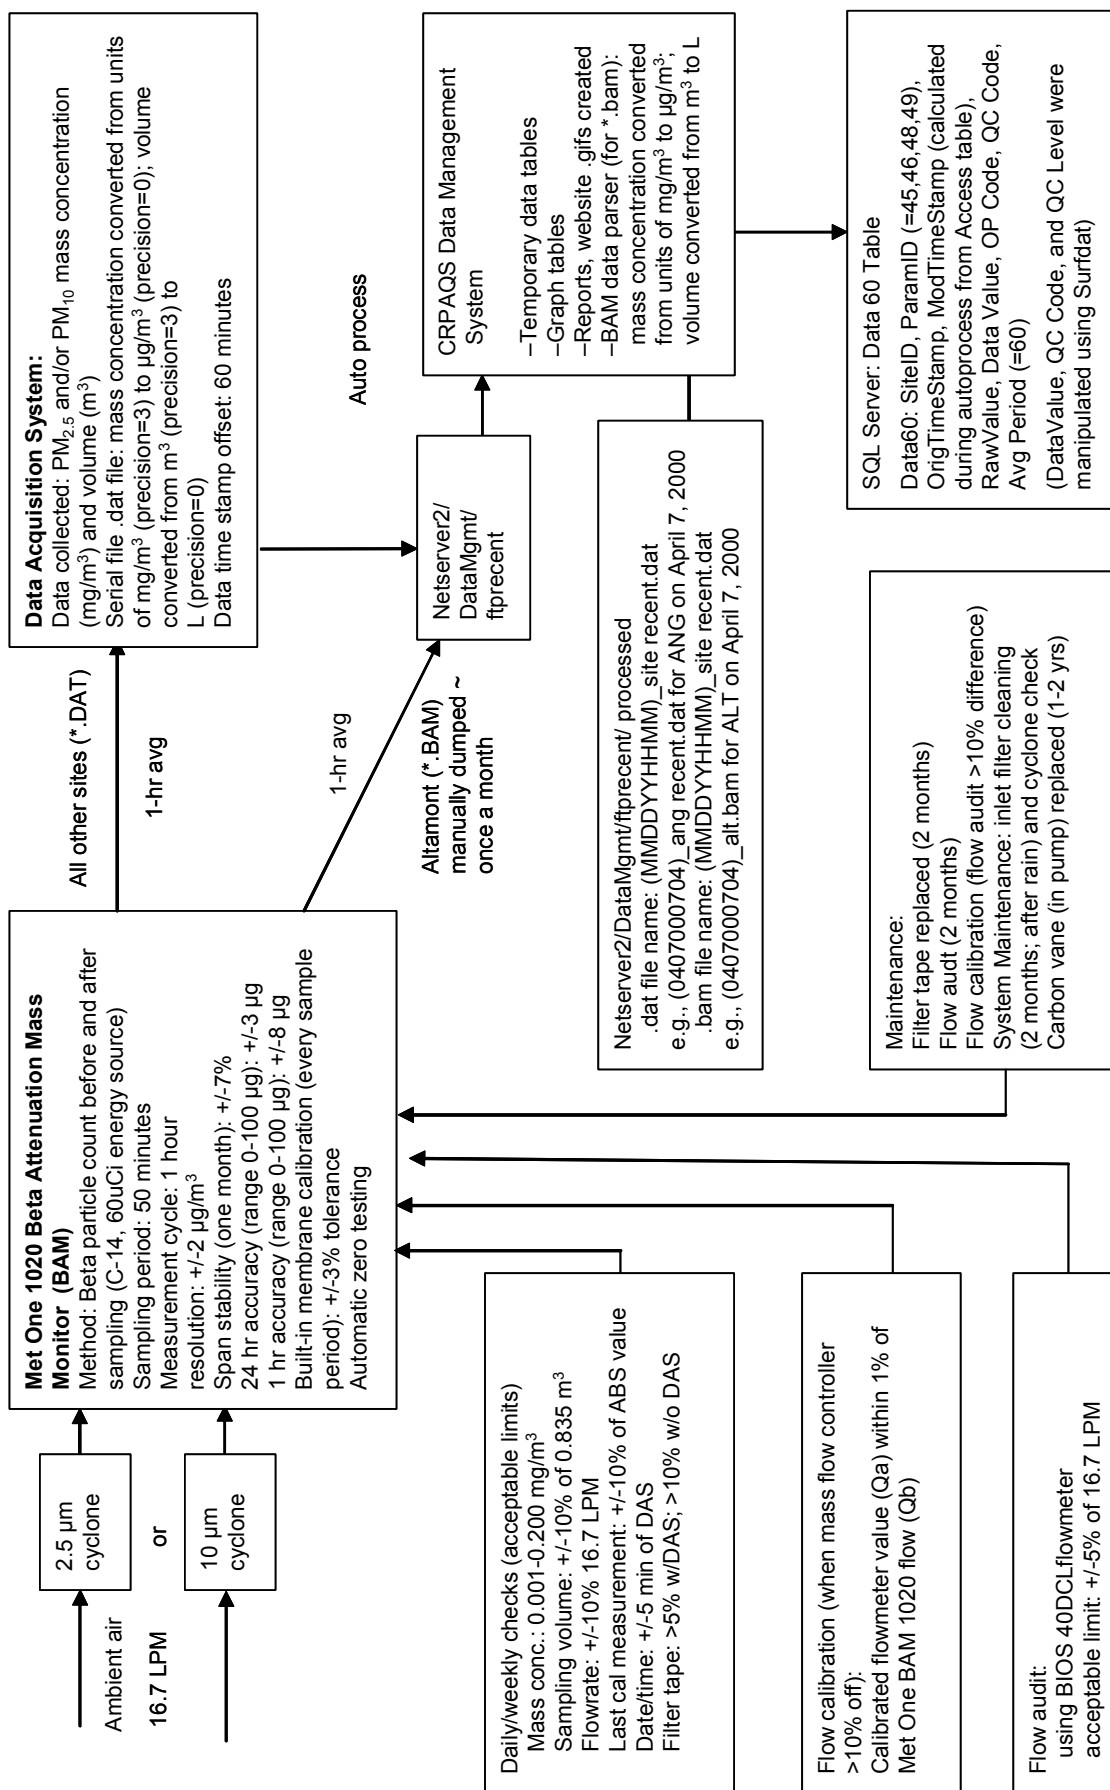 Ambient air
16.7 LPM
2.5 µm
cyclone
or
10 µm
cyclone
Met One 1020 Beta Attenuation Mass
Monitor (BAM)
Method: Beta particle count before and after
sampling (C-14, 60uCi energy source)
Sampling period: 50 minutes
Measurement cycle: 1 hour
resolution: +/-2 µg/m³
Span stability (one month): +/-7%
24 hr accuracy (range 0-100 µg): +/-3 µg
1 hr accuracy (range 0-100 µg): +/-8 µg
Built-in membrane calibration (every sample
period): +/-3% tolerance
Automatic zero testing
All other sites (*.DAT)
1-hr avg
1-hr avg
Altamont (*.BAM)
manually dumped ~
once a month
Data Acquisition System:
Data collected: PM2.5 and/or PM10 mass concentration
(mg/m³) and volume (m³)
Serial file .dat file: mass concentration converted from units
of mg/m³ (precision=3) to µg/m³ (precision=0); volume
converted from m³ (precision=3) to
L (precision=0)
Data time stamp offset: 60 minutes
Netserver2/
DataMgmt/
ftprecent
Auto process
CRPAQS Data Management
System
–Temporary data tables
–Graph tables
–Reports, website .gifs created
–BAM data parser (for *.bam):
mass concentration converted
from units of mg/m³ to µg/m³;
volume converted from m³ to L
Netserver2/DataMgmt/ftprecent/ processed
.dat file name: (MMDDYYHHMM)_site recent.dat
e.g., (0407000704)_ang recent.dat for ANG on April 7, 2000
.bam file name: (MMDDYYHHMM)_site recent.dat
e.g., (0407000704)_alt.bam for ALT on April 7, 2000
SQL Server: Data 60 Table
Data60: SiteID, ParamID (=45,46,48,49),
OrigTimeStamp, ModTimeStamp (calculated
during autoprocess from Access table),
RawValue, Data Value, OP Code, QC Code,
Avg Period (=60)
(DataValue, QC Code, and QC Level were
manipulated using Surfdat)
Daily/weekly checks (acceptable limits)
Mass conc.: 0.001-0.200 mg/m³
Sampling volume: +/-10% of 0.835 m³
Flowrate: +/-10% 16.7 LPM
Last cal measurement: +/-10% of ABS value
Date/time: +/-5 min of DAS
Filter tape: >5% w/DAS; >10% w/o DAS
Flow calibration (when mass flow controller
>10% off):
Calibrated flowmeter value (Qa) within 1% of
Met One BAM 1020 flow (Qb)
Flow audit:
using BIOS 40DCLflowmeter
acceptable limit: +/-5% of 16.7 LPM
Maintenance:
Filter tape replaced (2 months)
Flow audt (2 months)
Flow calibration (flow audit >10% difference)
System Maintenance: inlet filter cleaning
(2 months; after rain) and cyclone check
Carbon vane (in pump) replaced (1-2 yrs)